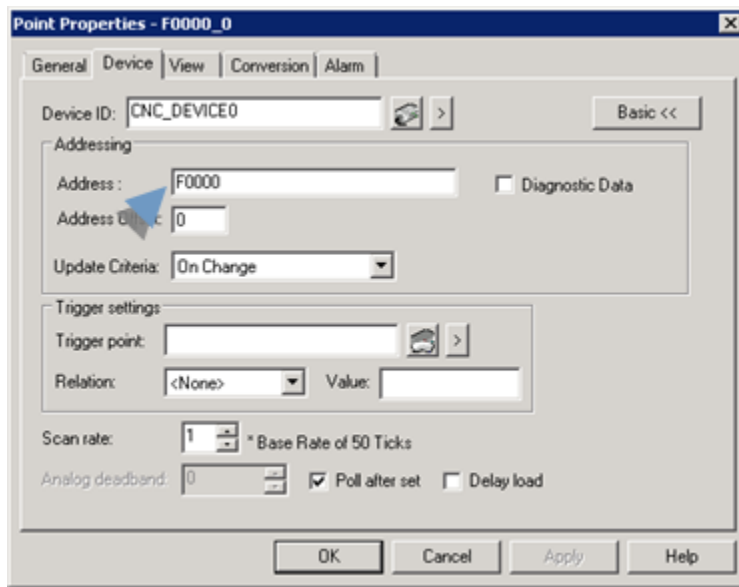 Point Properties - F0000_0
General Device View Conversion Alarm
Device ID: CNC_DEVICE0 > Basic <<
Addressing
Address : F0000 Diagnostic Data
Address 0
Update Criteria: On Change
Trigger settings
Trigger point: >
Relation: <None> Value:
Scan rate: 1 * Base Rate of 50 Ticks
Analog deadband: 0 Poll after set Delay load
OK Cancel Apply Help